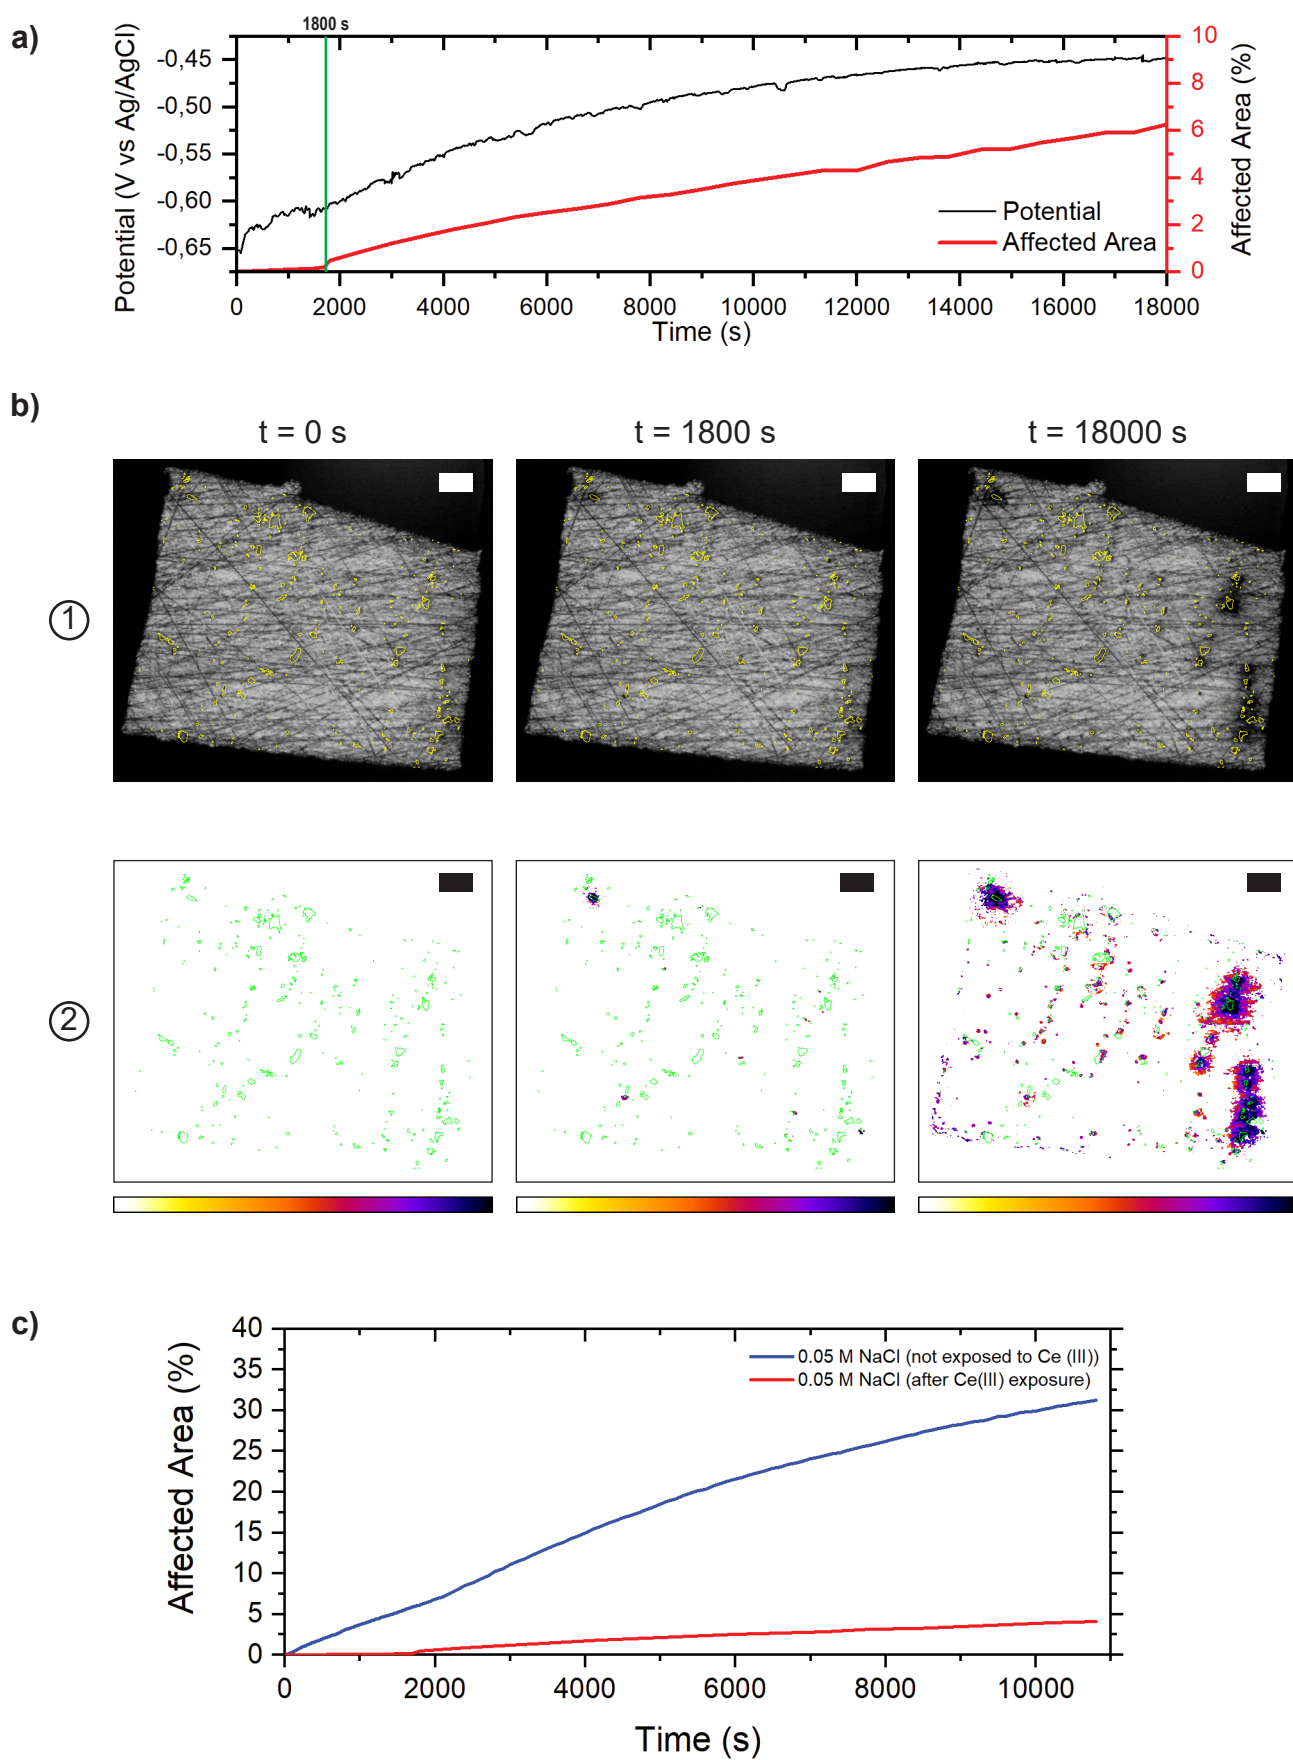 a)
1800 s
Potential (V vs Ag/AgCl)
-0,45
-0,50
-0,55
-0,60
-0,65
10
8
6
4
2
0
Affected Area (%)
Potential
Affected Area
0 2000 4000 6000 8000 10000 12000 14000 16000 18000
Time (s)
b)
t = 0 s
t = 1800 s
t = 18000 s
1
2
c)
Affected Area (%)
40
35
30
25
20
15
10
5
0
0.05 M NaCl (not exposed to Ce (III))
0.05 M NaCl (after Ce(III) exposure)
0 2000 4000 6000 8000 10000
Time (s)